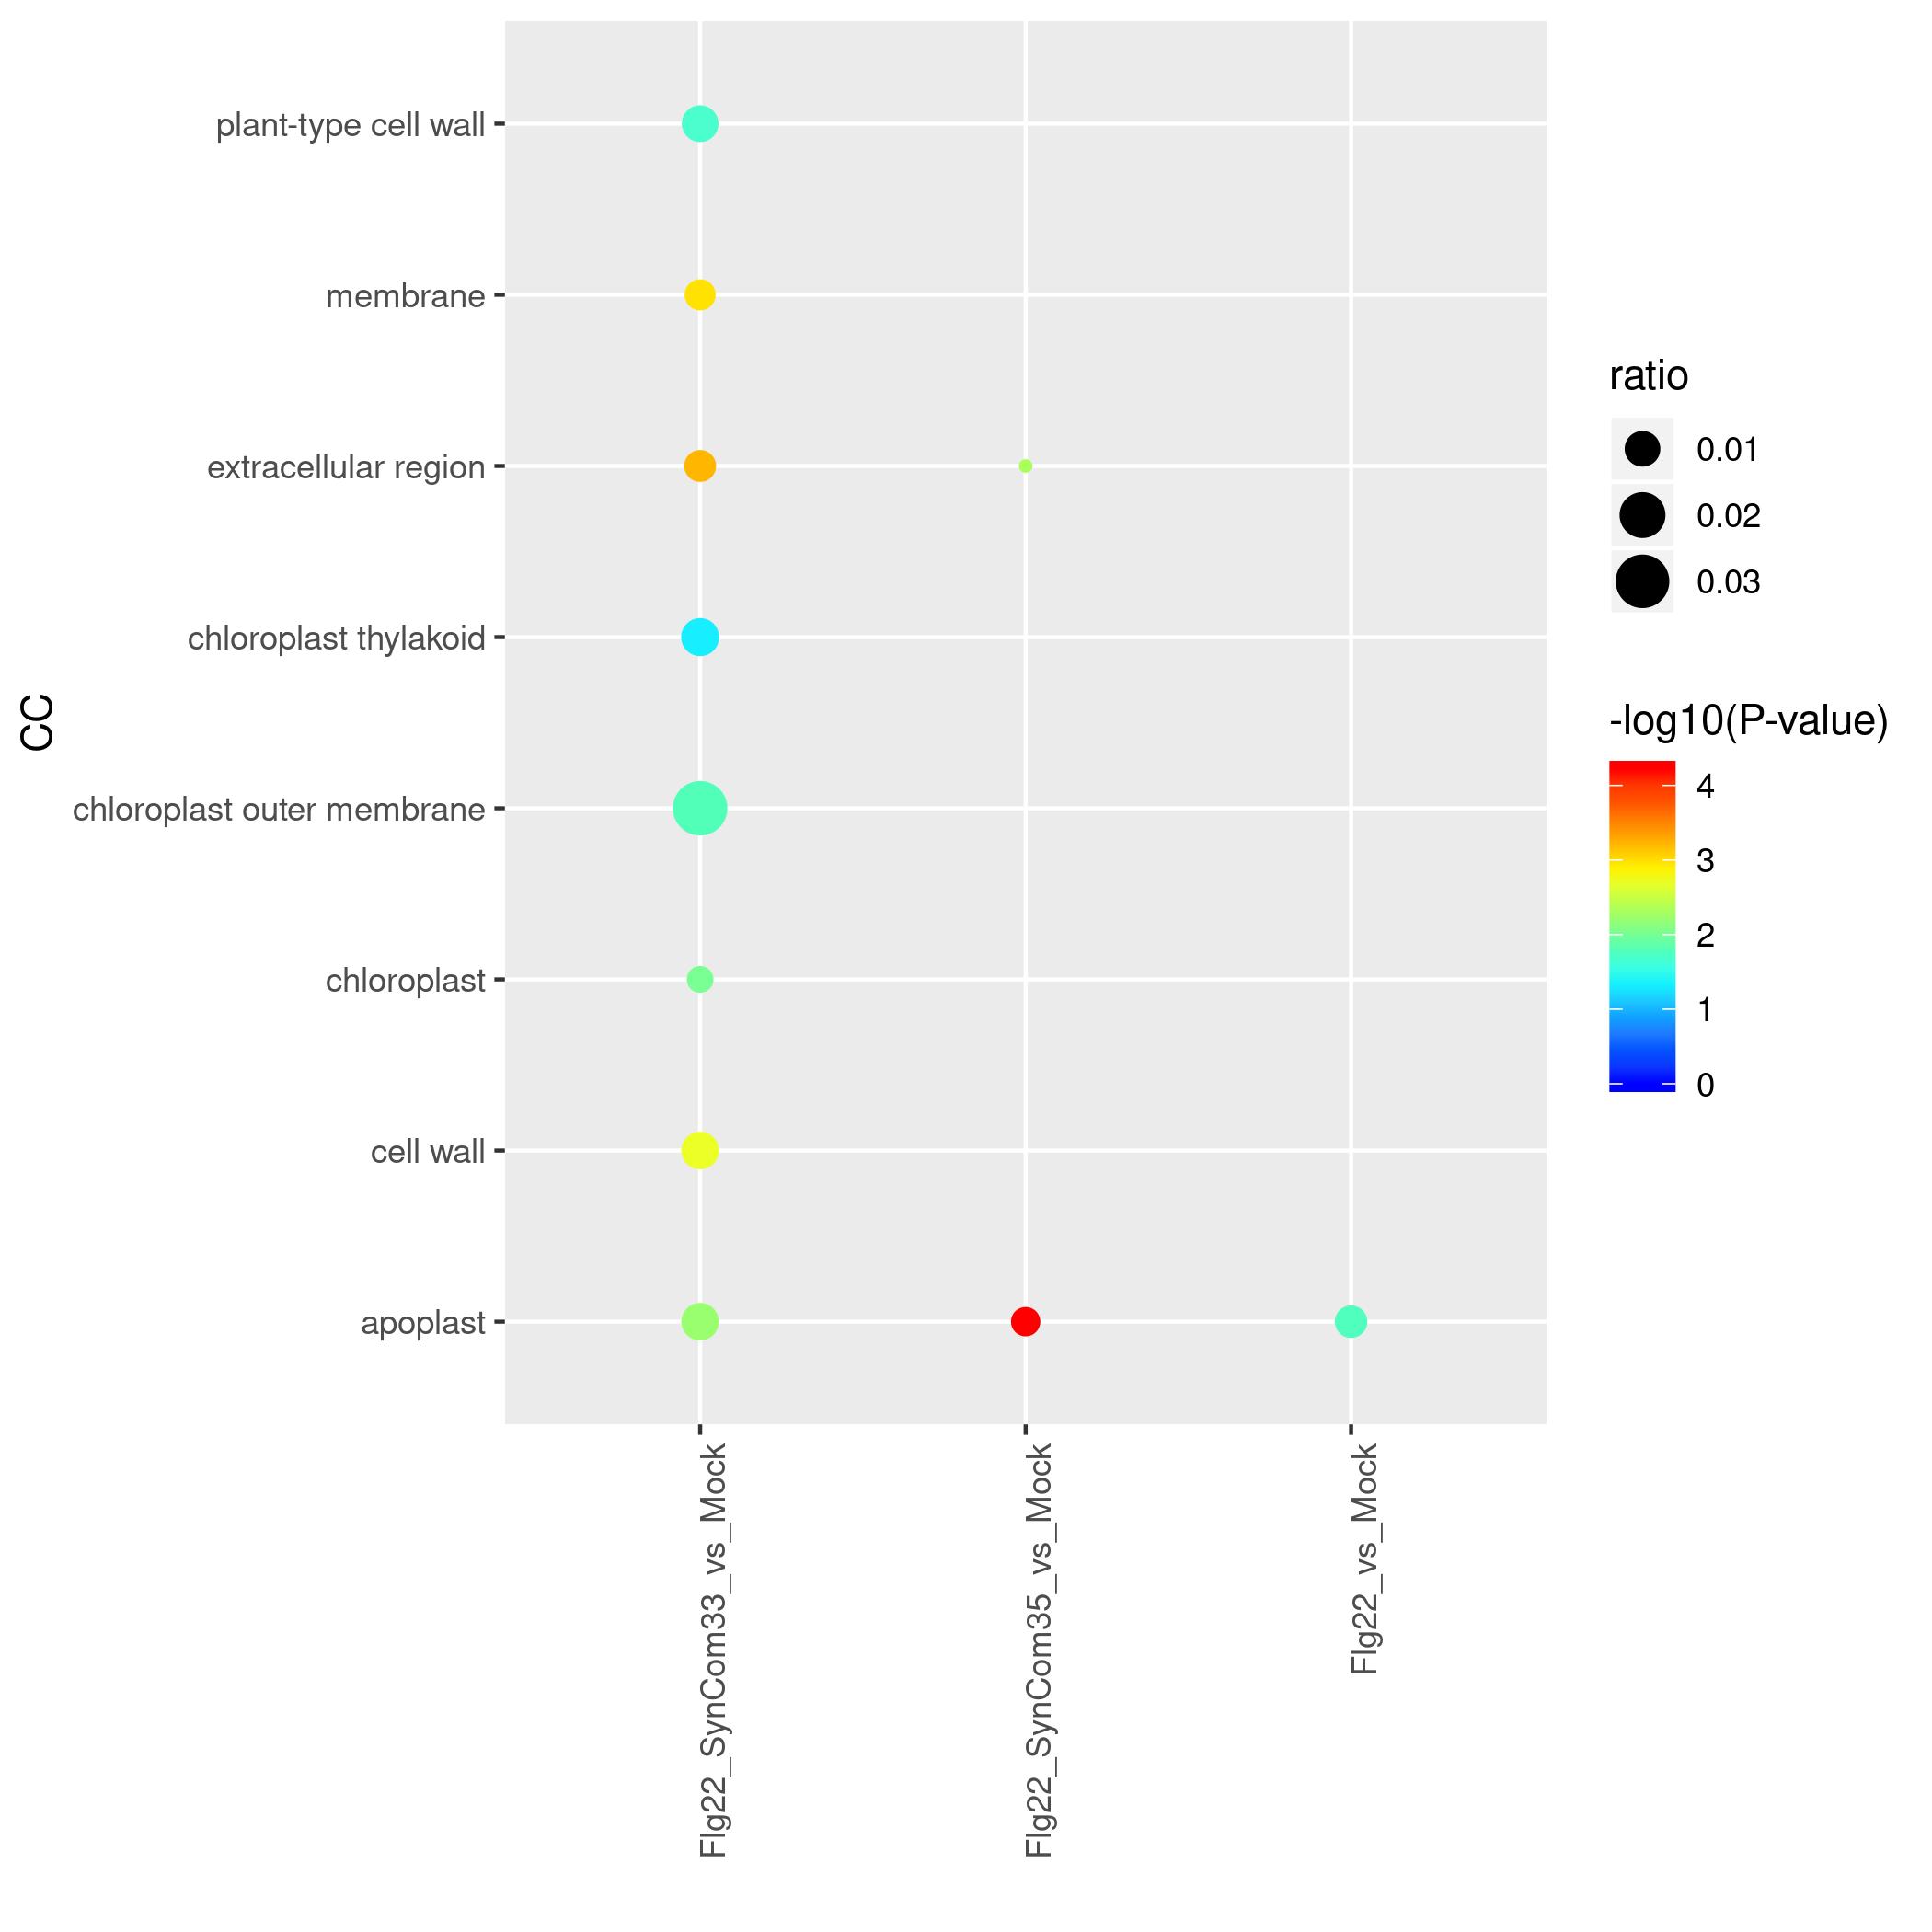 CC
plant-type cell wall
membrane
extracellular region
chloroplast thylakoid
chloroplast outer membrane
chloroplast
cell wall
apoplast
Flg22_SynCom33_vs_Mock
Flg22_SynCom35_vs_Mock
Flg22_vs_Mock
ratio
0.01
0.02
0.03
-log10(P-value)
4
3
2
1
0